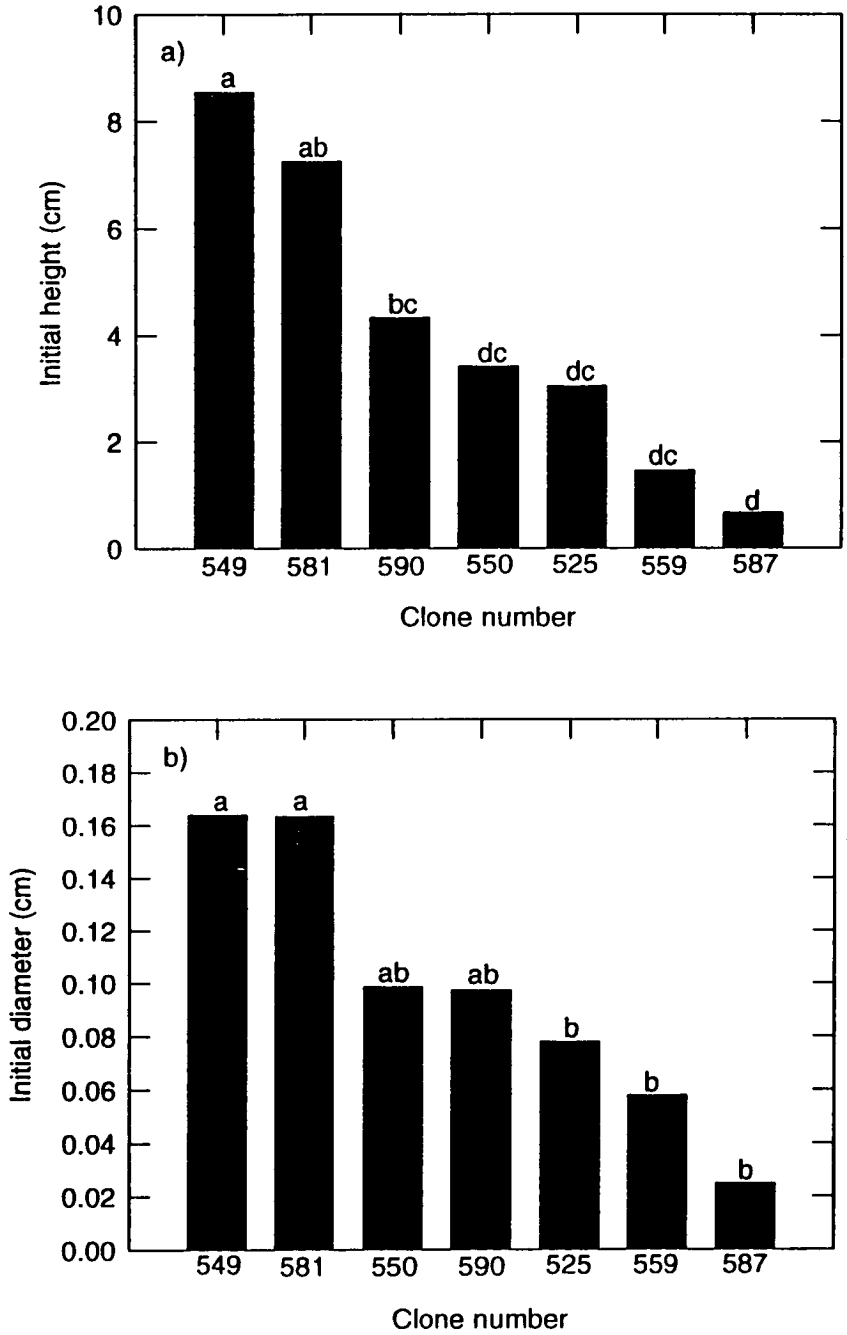 10
a)
a
8
ab
Initial height (cm)
6
bc
4
dc
dc
2
dc
d
0
549 581 590 550 525 559 587
Clone number
0.20
b)
0.18
a a
0.16
0.14
Initial diameter (cm)
0.12
ab ab
0.10
b
0.08
b
0.06
0.04
b
0.02
0.00
549 581 550 590 525 559 587
Clone number